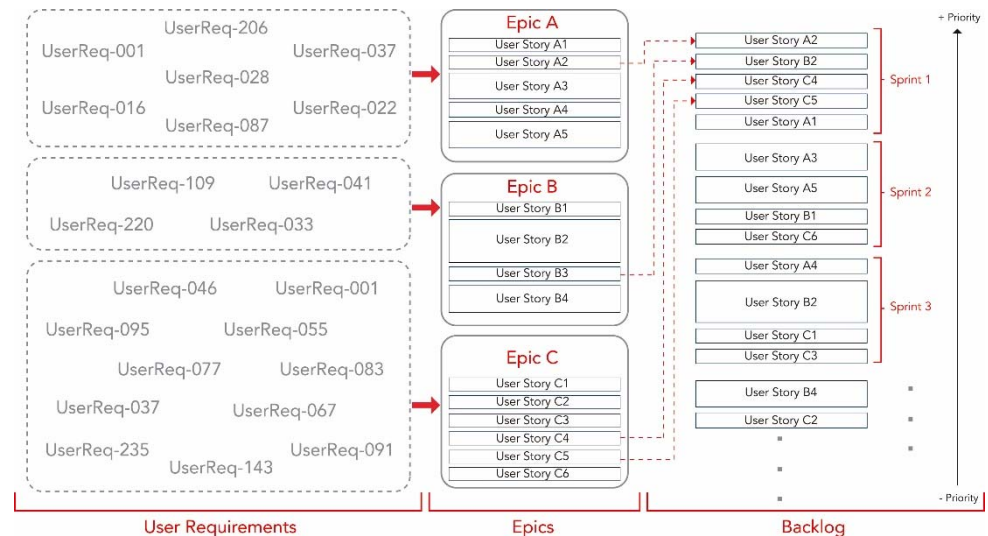 UserReq-206
UserReq-001
UserReq-037
UserReq-028
UserReq-016
UserReq-022
UserReq-087
UserReq-109
UserReq-041
UserReq-220
UserReq-033
UserReq-046
UserReq-001
UserReq-095
UserReq-055
UserReq-077
UserReq-083
UserReq-037
UserReq-067
UserReq-235
UserReq-091
UserReq-143
User Requirements
Epic A
User Story A1
User Story A2
User Story A3
User Story A4
User Story A5
Epic B
User Story B1
User Story B2
User Story B3
User Story B4
Epic C
User Story C1
User Story C2
User Story C3
User Story C4
User Story C5
User Story C6
Epics
+ Priority
User Story A2
User Story B2
User Story C4
User Story C5
User Story A1
Sprint 1
User Story A3
User Story A5
User Story B1
User Story C6
Sprint 2
User Story A4
User Story B2
User Story C1
User Story C3
Sprint 3
User Story B4
User Story C2
- Priority
Backlog